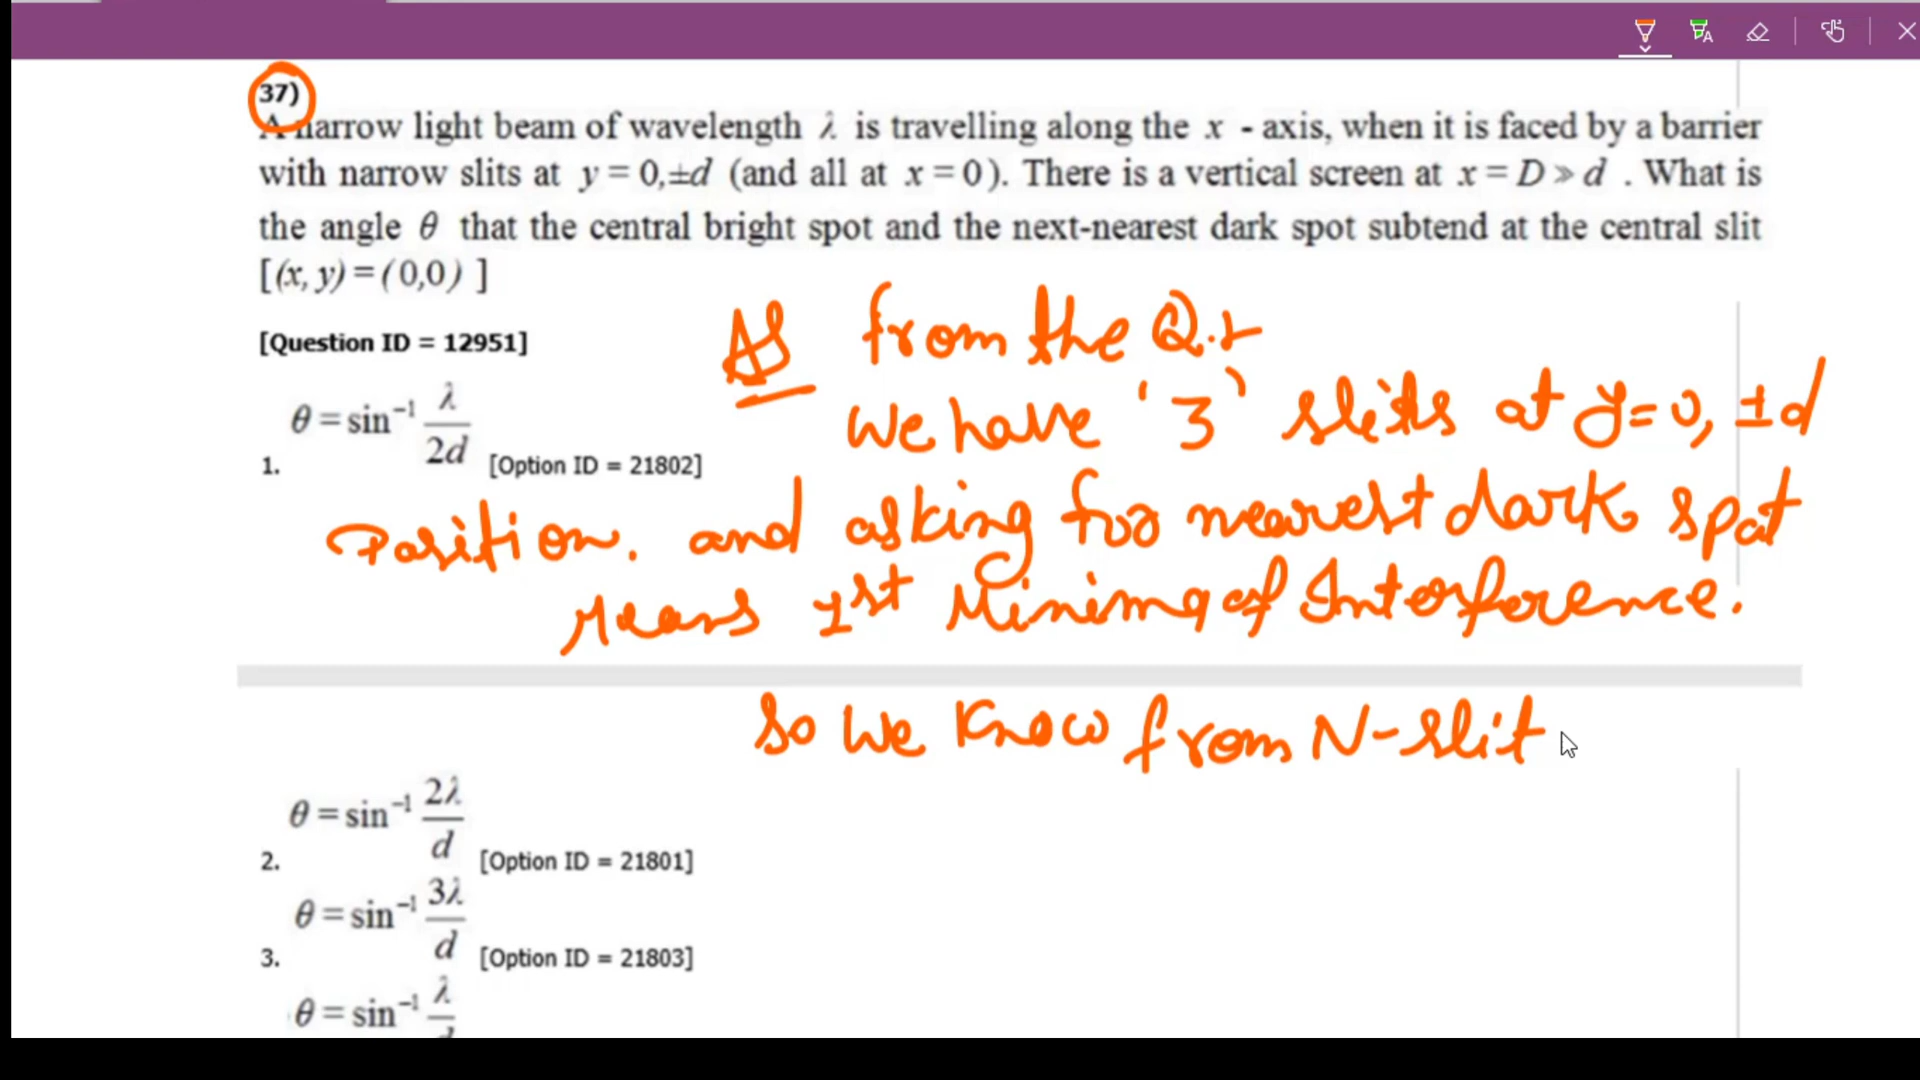 37)
A narrow light beam of wavelength λ is travelling along the x - axis, when it is faced by a barrier
with narrow slits at y = 0,±d (and all at x = 0). There is a vertical screen at x = D >> d . What is
the angle θ that the central bright spot and the next-nearest dark spot subtend at the central slit
[(x, y) = (0,0) ]
As from the Q.
[Question ID = 12951]
We have '3' slits at y=0, ±d
θ = sin⁻¹ λ/2d
1. [Option ID = 21802]
Position. and asking for nearest dark spot
Means 1st Minima of Interference.
So We Know from N-slit
θ = sin⁻¹ 2λ/d
2. [Option ID = 21801]
θ = sin⁻¹ 3λ/d
3. [Option ID = 21803]
θ = sin⁻¹ λ/